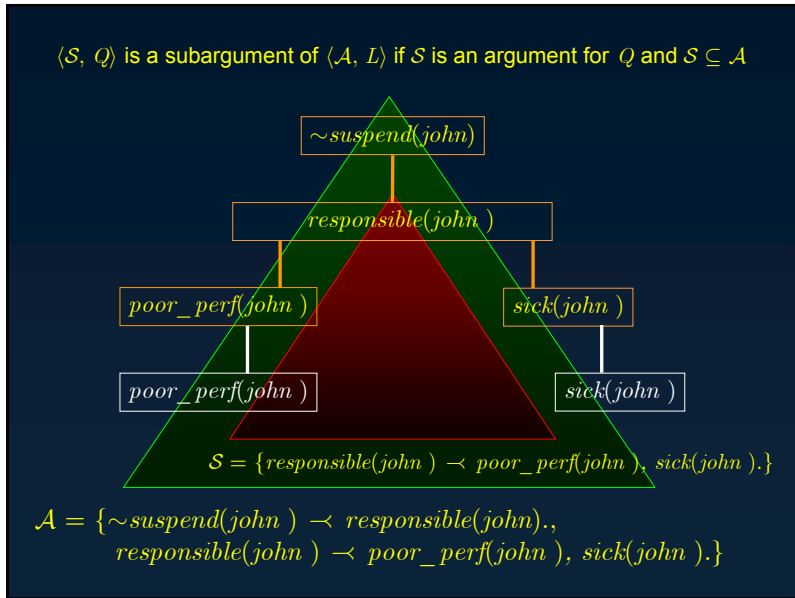 ⟨𝒮, Q⟩ is a subargument of ⟨𝒜, L⟩ if 𝒮 is an argument for Q and 𝒮 ⊆ 𝒜
~suspend(john)
responsible(john )
poor_perf(john ) sick(john )
poor_perf(john ) sick(john )
𝒮 = {responsible(john ) ⤙ poor_perf(john ), sick(john ).}
𝒜 = {~suspend(john ) ⤙ responsible(john).,
responsible(john ) ⤙ poor_perf(john ), sick(john ).}